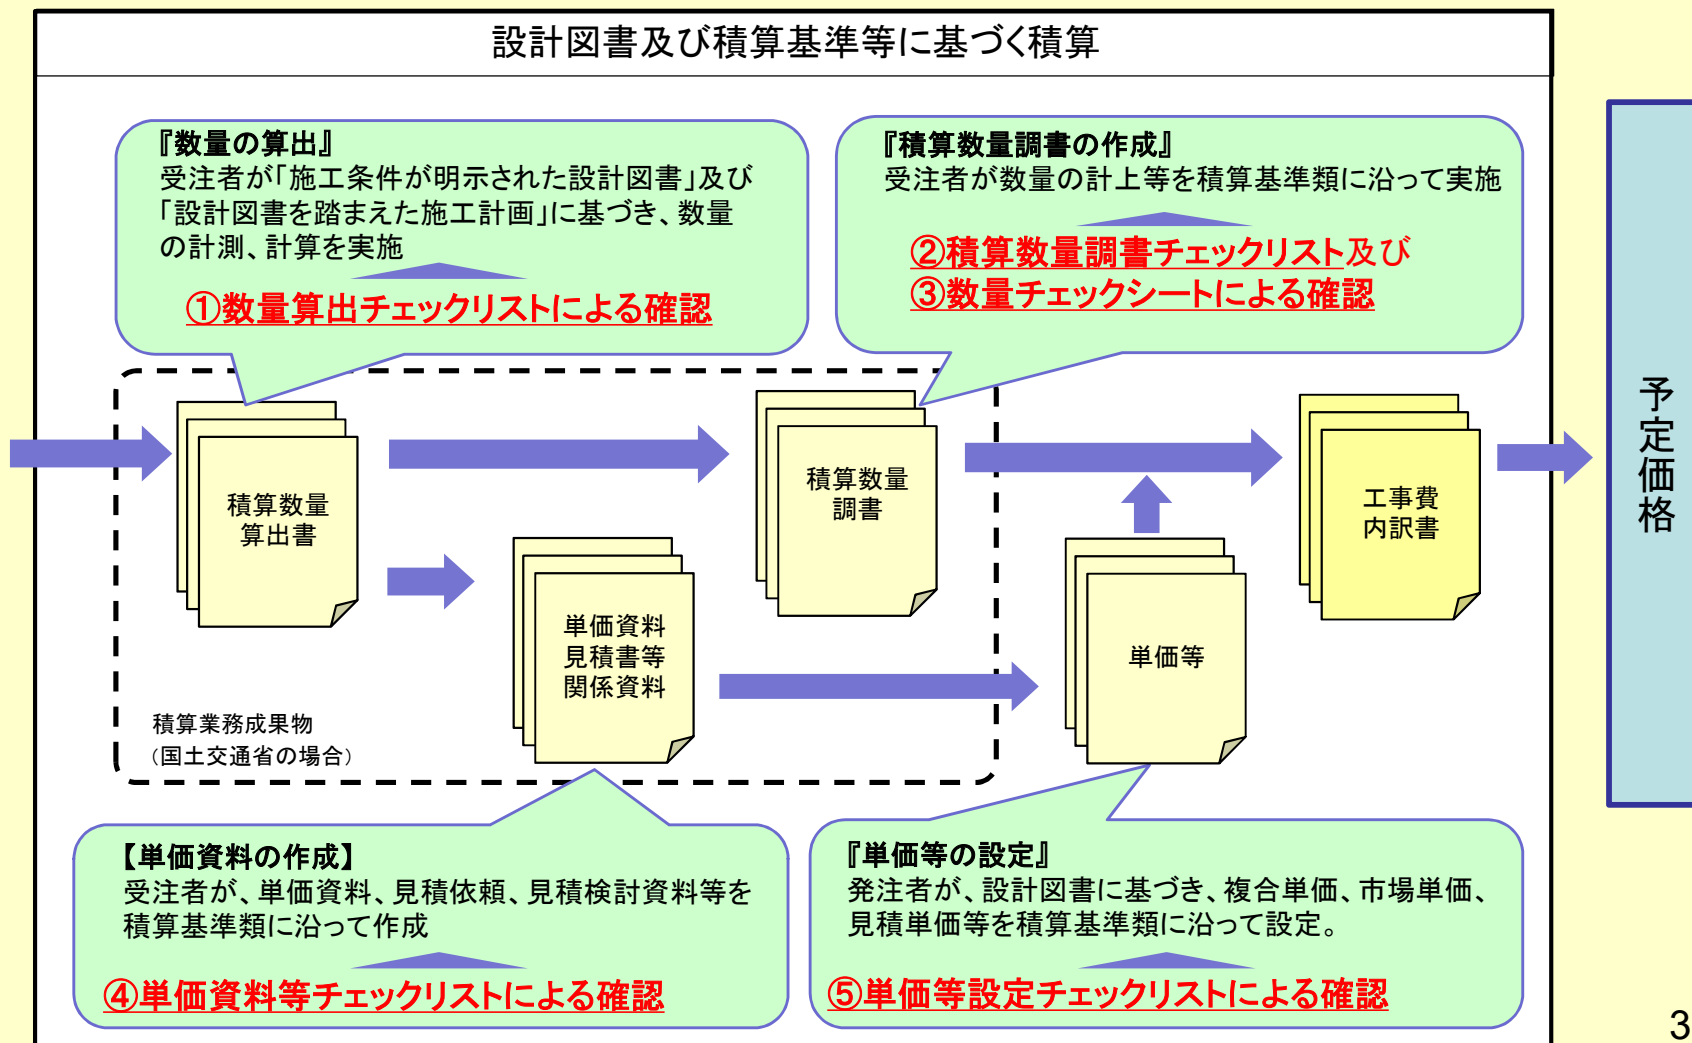 設計図書及び積算基準等に基づく積算
『数量の算出』
受注者が「施工条件が明示された設計図書」及び
「設計図書を踏まえた施工計画」に基づき、数量
の計測、計算を実施
①数量算出チェックリストによる確認
『積算数量調書の作成』
受注者が数量の計上等を積算基準類に沿って実施
②積算数量調書チェックリスト及び
③数量チェックシートによる確認
積算数量
算出書
積算数量
調書
工事費
内訳書
予定価格
単価資料
見積書等
関係資料
単価等
積算業務成果物
（国土交通省の場合）
【単価資料の作成】
受注者が、単価資料、見積依頼、見積検討資料等を
積算基準類に沿って作成
④単価資料等チェックリストによる確認
『単価等の設定』
発注者が、設計図書に基づき、複合単価、市場単価、
見積単価等を積算基準類に沿って設定。
⑤単価等設定チェックリストによる確認
3